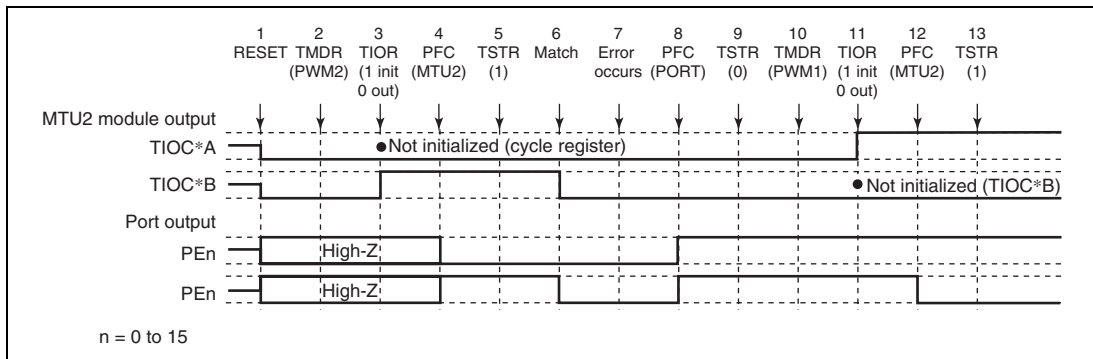 1 2 3 4 5 6 7 8 9 10 11 12 13
RESET TMDR TIOR PFC TSTR Match Error PFC TSTR TMDR TIOR PFC TSTR
(PWM2) (1 init (MTU2) (1) occurs (PORT) (0) (PWM1) (1 init (MTU2) (1)
0 out) 0 out)
MTU2 module output
TIOC*A ●Not initialized (cycle register)
TIOC*B ● Not initialized (TIOC*B)
Port output
PEn High-Z
PEn High-Z
n = 0 to 15